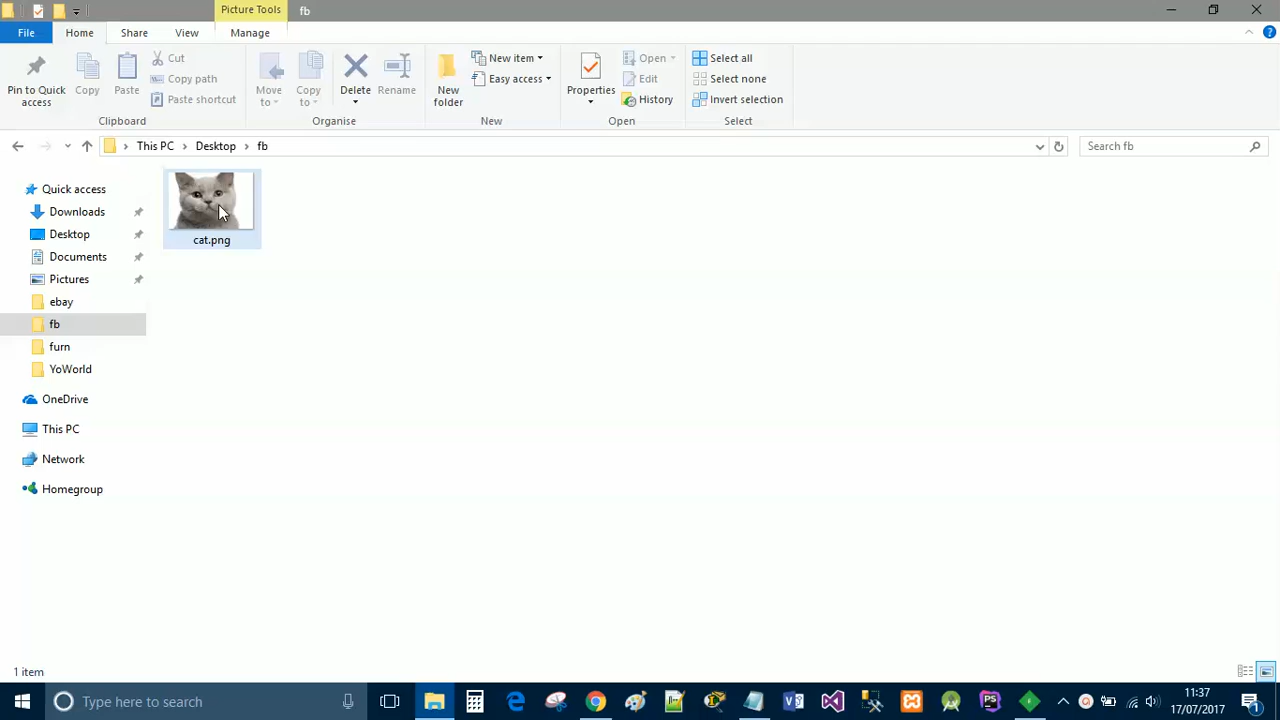 Picture Tools fb
File Home Share View Manage
Pin to Quick access
Copy
Paste
Cut
Copy path
Paste shortcut
Clipboard
Move to
Copy to
Delete
Rename
Organise
New folder
New item
Easy access
New
Properties
Open
Edit
History
Open
Select all
Select none
Invert selection
Select
This PC Desktop fb
Search fb
Quick access
Downloads
Desktop
Documents
Pictures
ebay
fb
furn
YoWorld
OneDrive
This PC
Network
Homegroup
cat.png
1 item
Type here to search
PS
11:37
17/07/2017
1